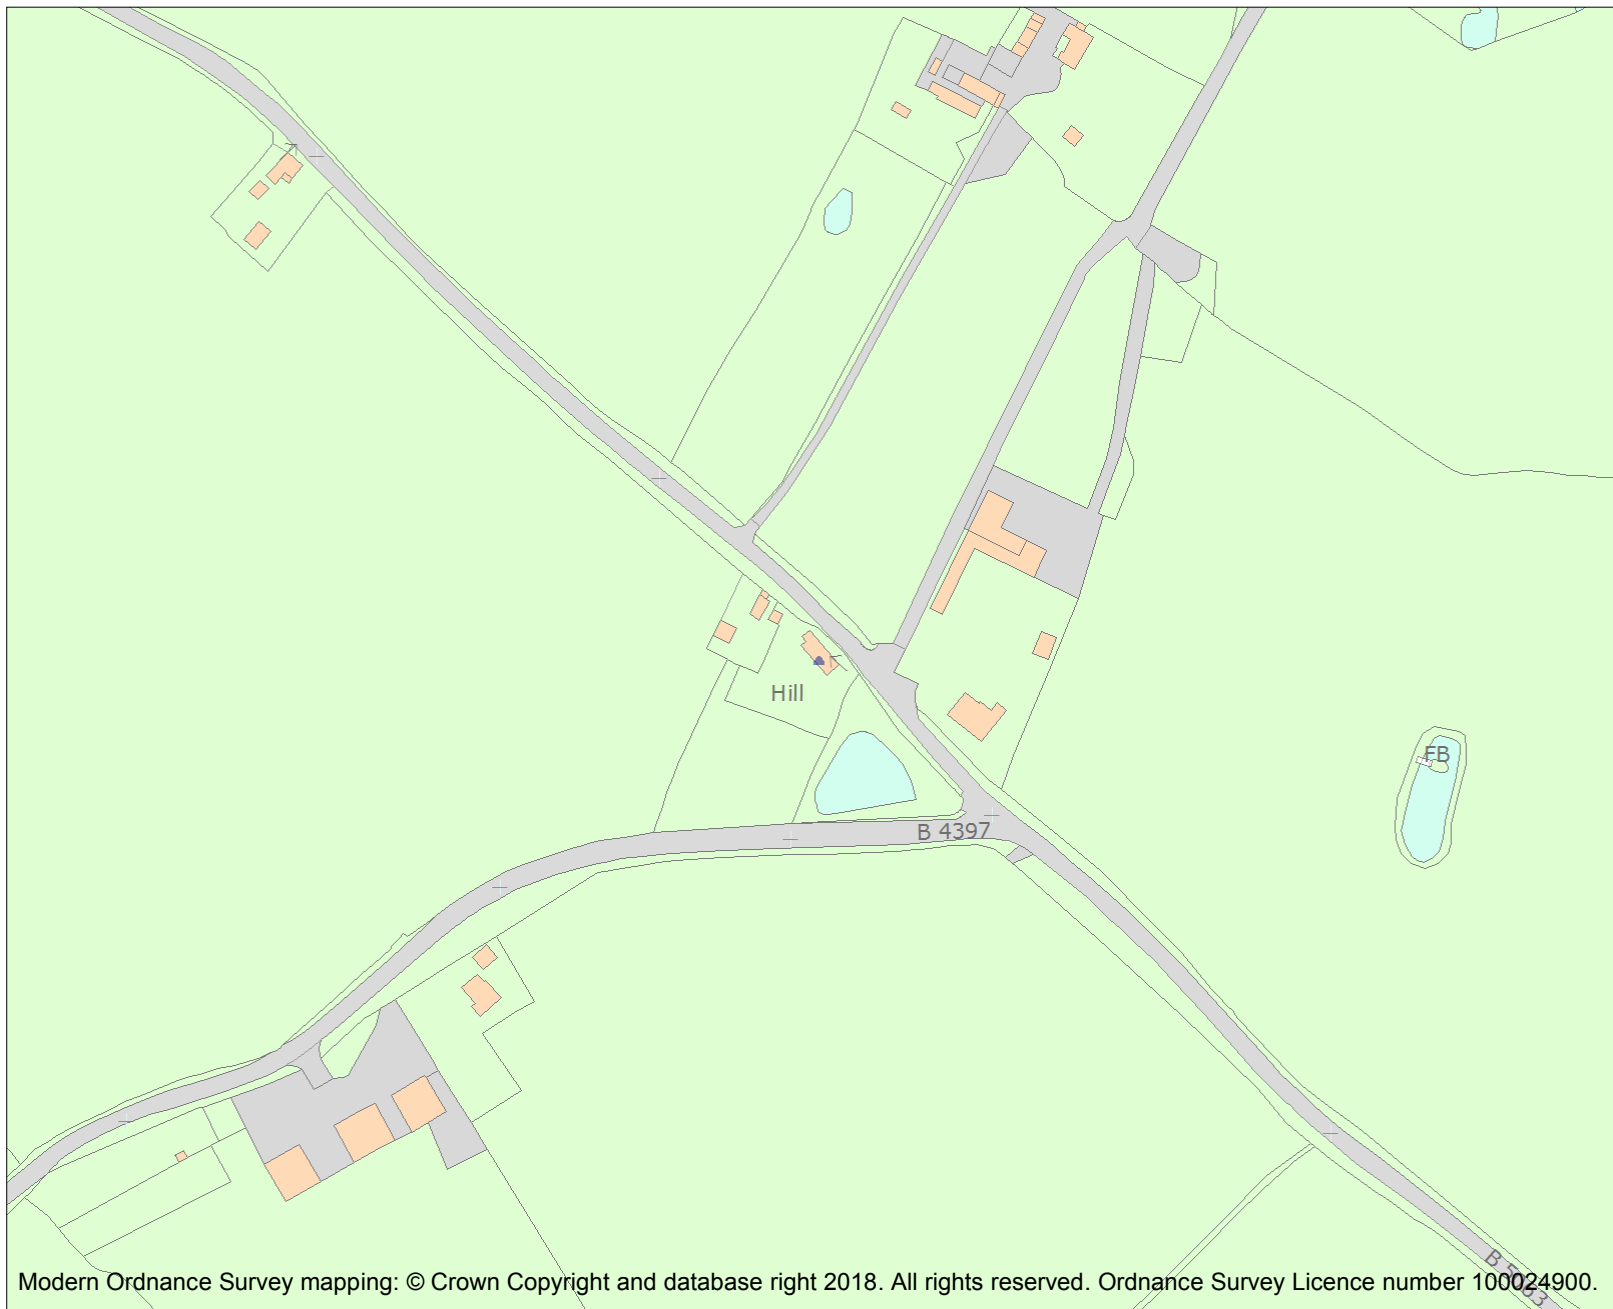 Hill
FB
B 4397
B 5063
Modern Ordnance Survey mapping: © Crown Copyright and database right 2018. All rights reserved. Ordnance Survey Licence number 100024900.